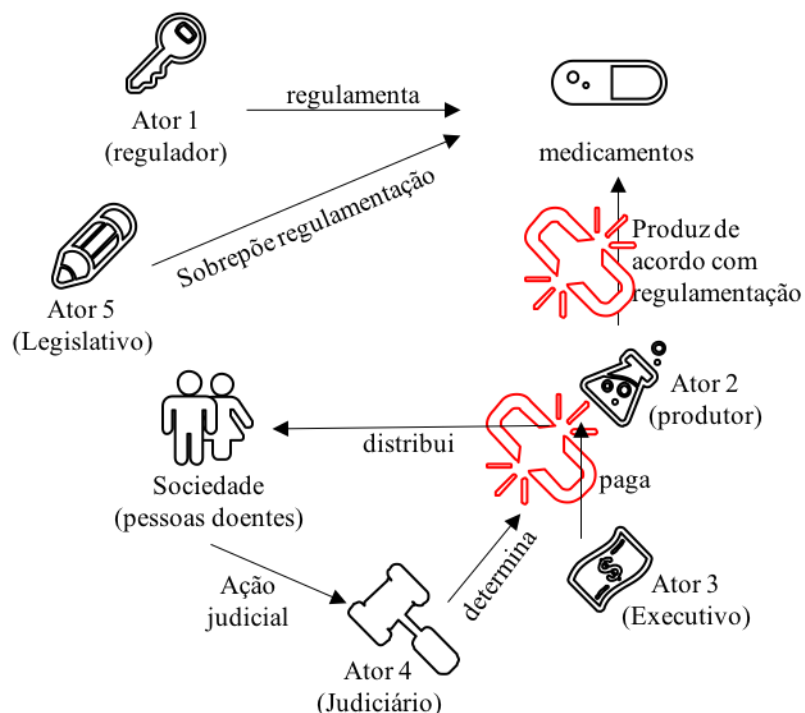 regulamenta
Ator 1
(regulador)
medicamentos
Sobrepõe regulamentação
Produz de
acordo com
regulamentação
Ator 5
(Legislativo)
Ator 2
(produtor)
distribui
Sociedade
(pessoas doentes)
paga
determina
Ação
judicial
Ator 3
(Executivo)
Ator 4
(Judiciário)